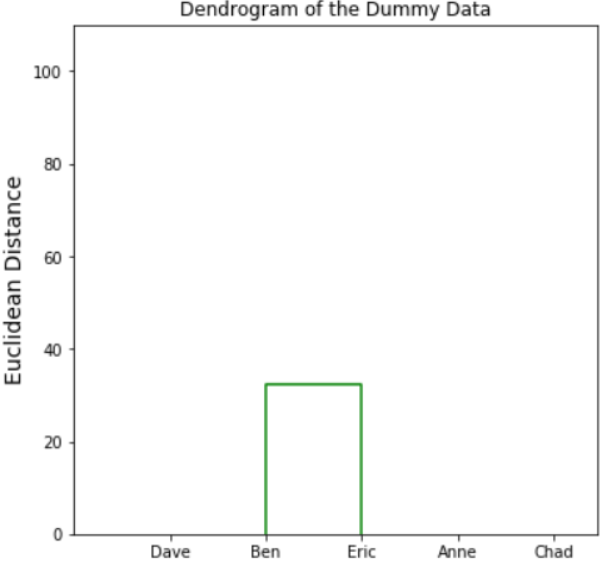 Dendrogram of the Dummy Data
Euclidean Distance
100
80
60
40
20
0
Dave Ben Eric Anne Chad